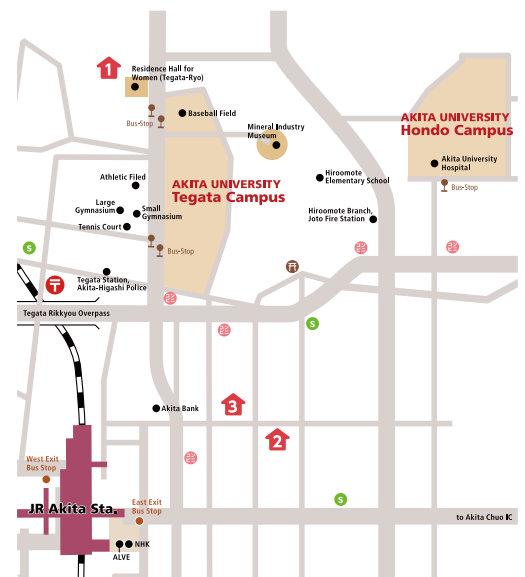 1
Residence Hall for
Women (Tegata-Ryo)
Bus-Stop
Baseball Field
Mineral Industry
Museum
AKITA UNIVERSITY
Hondo Campus
Akita University
Hospital
Bus-Stop
Athletic Filed
AKITA UNIVERSITY
Tegata Campus
Hiroomote
Elementary School
Large
Gymnasium
Small
Gymnasium
Tennis Court
Hiroomote Branch,
Joto Fire Station
Bus-Stop
S
Tegata Station,
Akita-Higashi Police
Tegata Rikkyou Overpass
S
3
Akita Bank
2
West Exit
Bus Stop
JR Akita Sta.
East Exit
Bus Stop
S
to Akita Chuo IC
NHK
ALVE